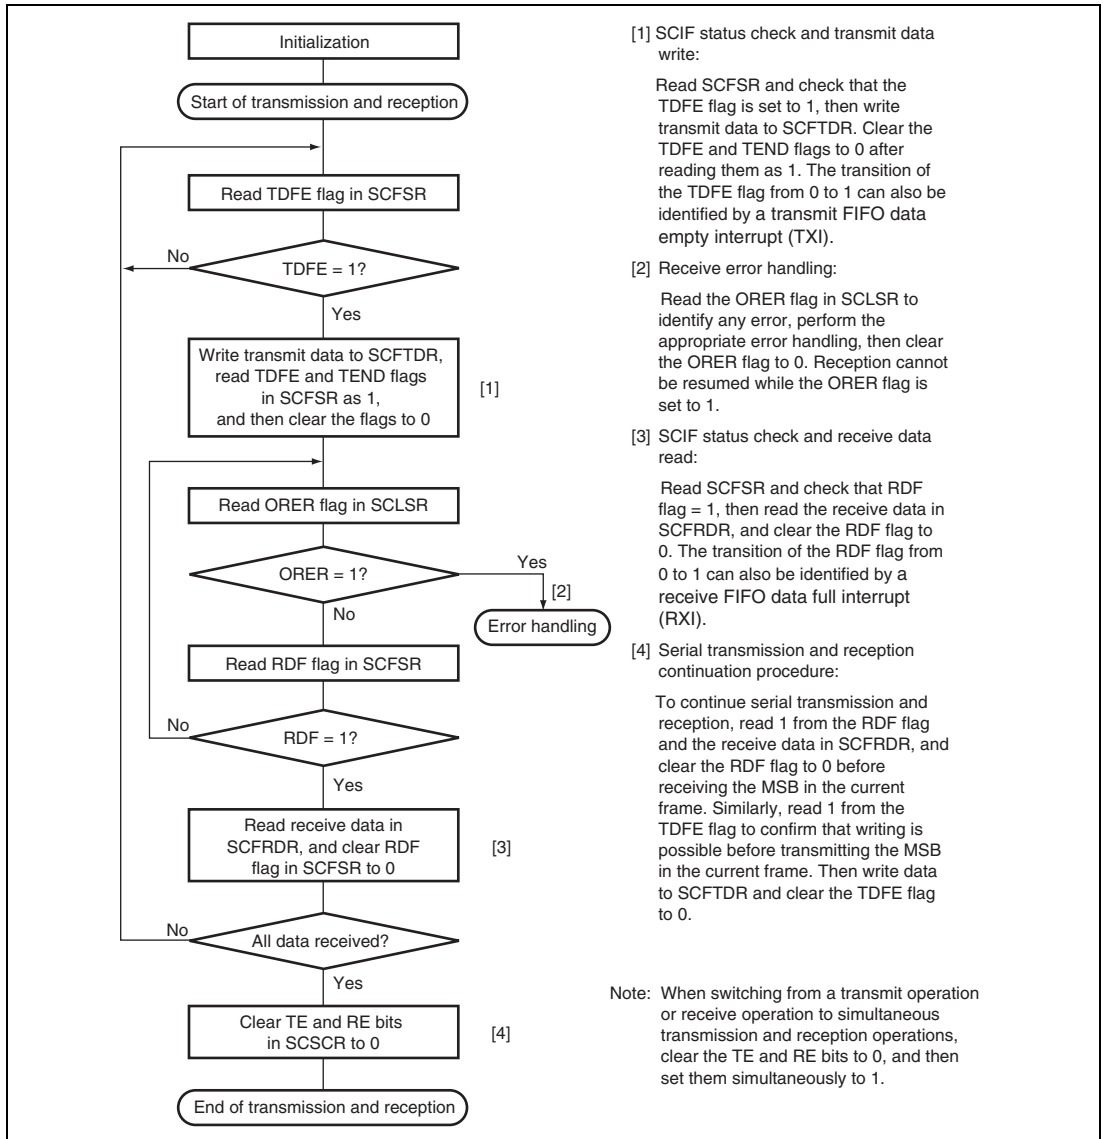 Initialization
Start of transmission and reception
Read TDFE flag in SCFSR
No
TDFE = 1?
Yes
Write transmit data to SCFTDR,
read TDFE and TEND flags
in SCFSR as 1,
and then clear the flags to 0
[1]
Read ORER flag in SCLSR
ORER = 1?
Yes
[2]
No
Error handling
Read RDF flag in SCFSR
No
RDF = 1?
Yes
Read receive data in
SCFRDR, and clear RDF
flag in SCFSR to 0
[3]
No
All data received?
Yes
Clear TE and RE bits
in SCSCR to 0
[4]
End of transmission and reception
[1] SCIF status check and transmit data
write:
Read SCFSR and check that the
TDFE flag is set to 1, then write
transmit data to SCFTDR. Clear the
TDFE and TEND flags to 0 after
reading them as 1. The transition of
the TDFE flag from 0 to 1 can also be
identified by a transmit FIFO data
empty interrupt (TXI).
[2] Receive error handling:
Read the ORER flag in SCLSR to
identify any error, perform the
appropriate error handling, then clear
the ORER flag to 0. Reception cannot
be resumed while the ORER flag is
set to 1.
[3] SCIF status check and receive data
read:
Read SCFSR and check that RDF
flag = 1, then read the receive data in
SCFRDR, and clear the RDF flag to
0. The transition of the RDF flag from
0 to 1 can also be identified by a
receive FIFO data full interrupt
(RXI).
[4] Serial transmission and reception
continuation procedure:
To continue serial transmission and
reception, read 1 from the RDF flag
and the receive data in SCFRDR, and
clear the RDF flag to 0 before
receiving the MSB in the current
frame. Similarly, read 1 from the
TDFE flag to confirm that writing is
possible before transmitting the MSB
in the current frame. Then write data
to SCFTDR and clear the TDFE flag
to 0.
Note: When switching from a transmit operation
or receive operation to simultaneous
transmission and reception operations,
clear the TE and RE bits to 0, and then
set them simultaneously to 1.